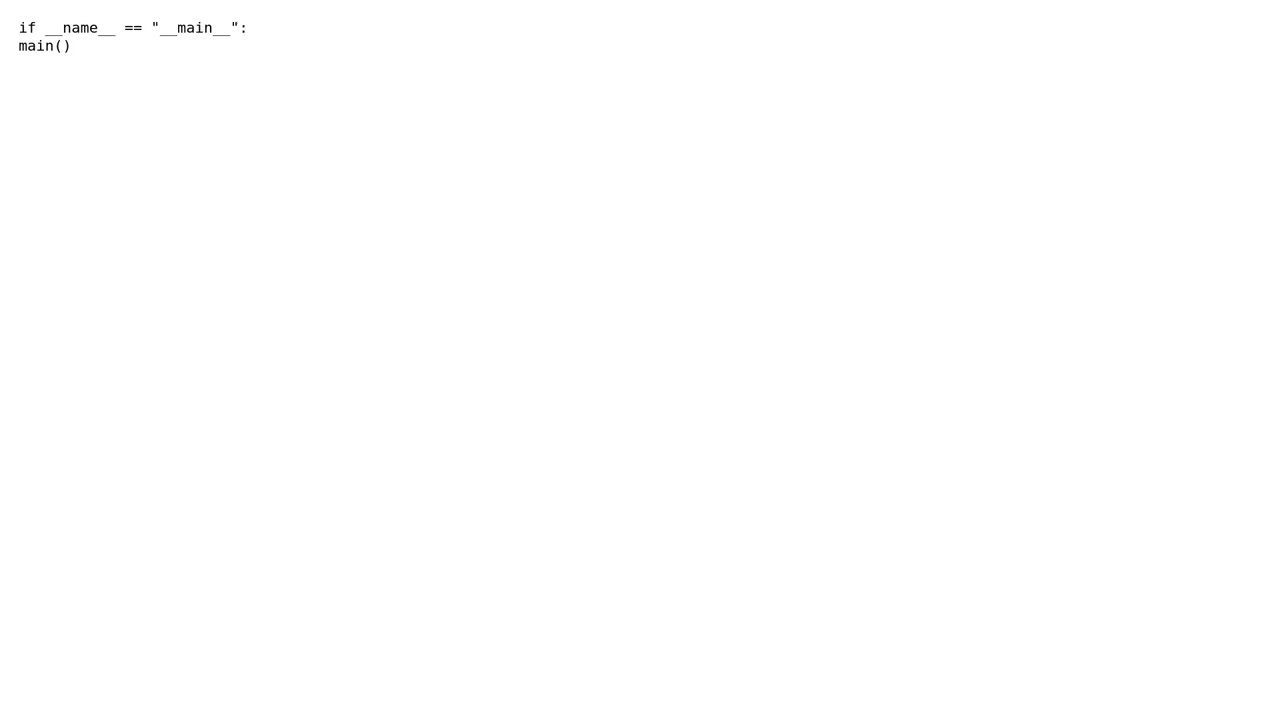 if __name__ == "__main__":
main()